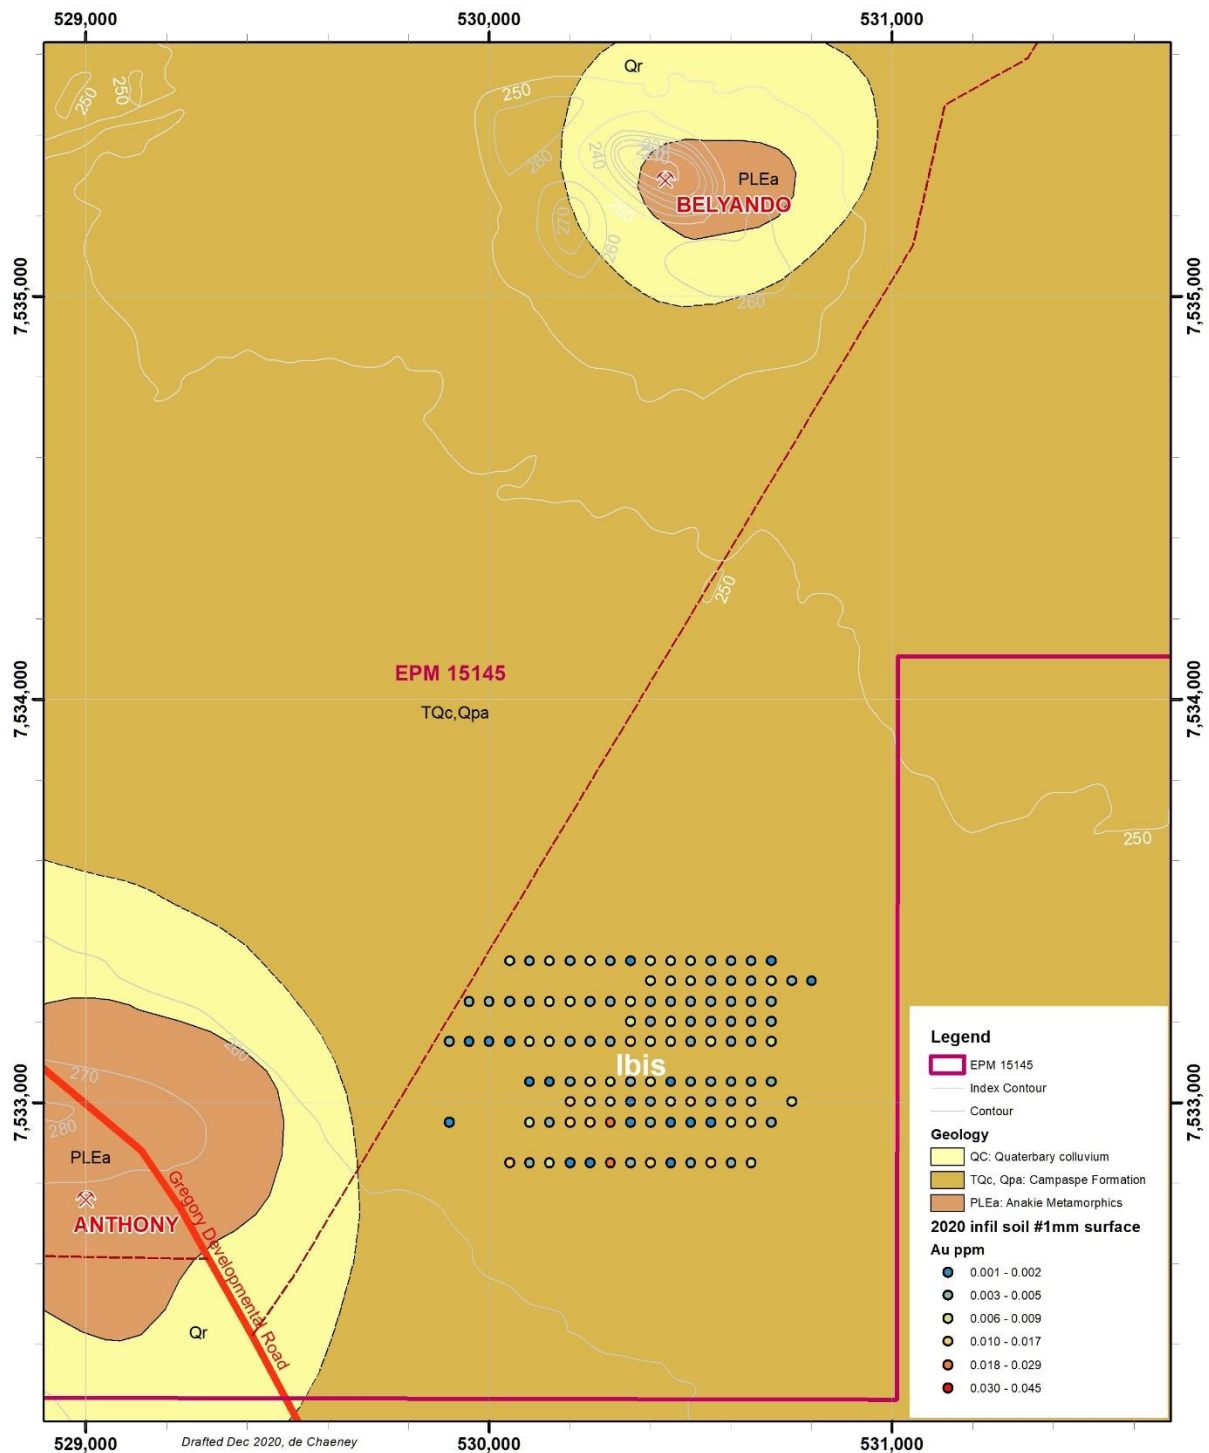 529,000 530,000 531,000
Qr
250
250
250
260
240
270
260
250
PLEa
BELYANDO
260
7,535,000 7,535,000
250
EPM 15145
TQc,Qpa
7,534,000 7,534,000
250
260
270
280
Ibis
7,533,000 7,533,000
PLEa
ANTHONY
Gregory Developmental Road
Qr
Legend
EPM 15145
Index Contour
Contour
Geology
QC: Quaterbary colluvium
TQc, Qpa: Campaspe Formation
PLEa: Anakie Metamorphics
2020 infil soil #1mm surface
Au ppm
0.001 - 0.002
0.003 - 0.005
0.006 - 0.009
0.010 - 0.017
0.018 - 0.029
0.030 - 0.045
529,000 530,000 531,000
Drafted Dec 2020, de Chaeney